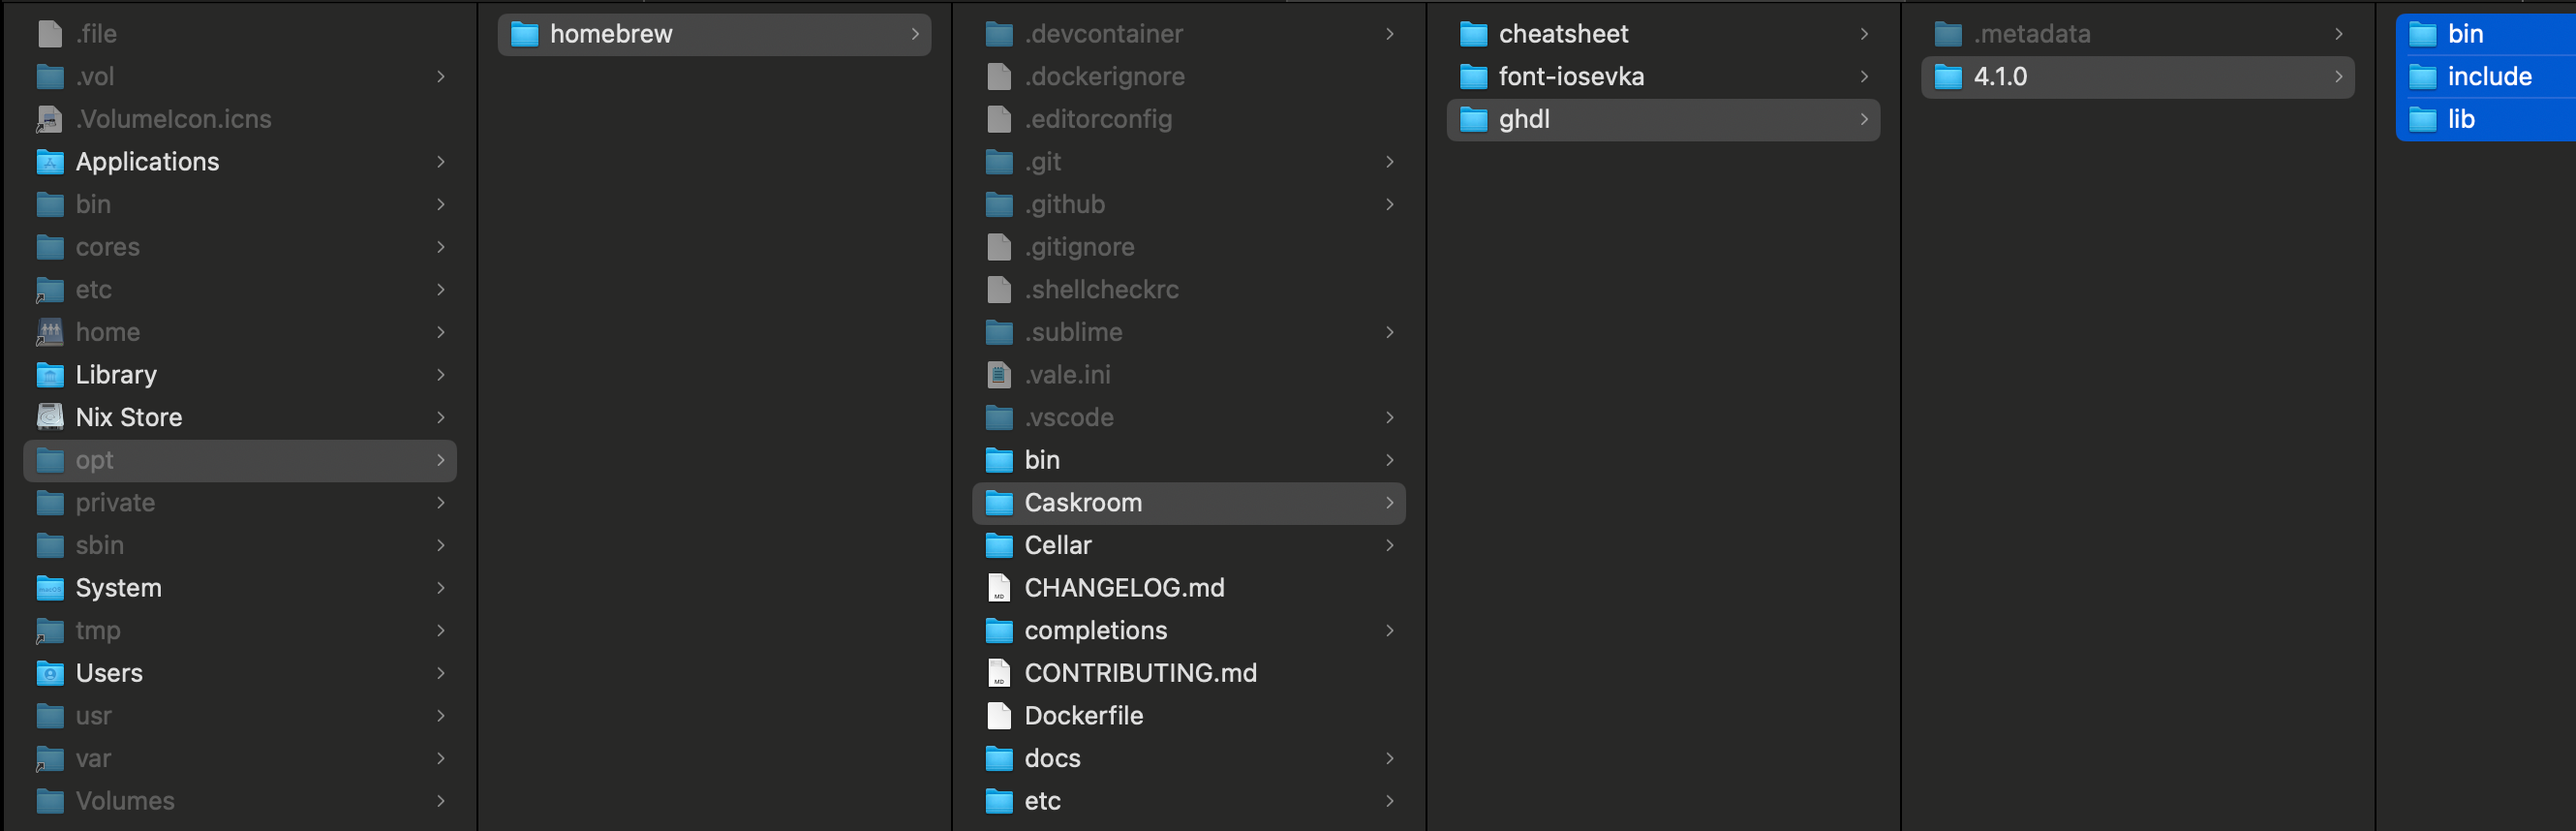 .file
.vol
.VolumeIcon.icns
Applications
bin
cores
etc
home
Library
Nix Store
opt
private
sbin
System
tmp
Users
usr
var
Volumes
homebrew
.devcontainer
.dockerignore
.editorconfig
.git
.github
.gitignore
.shellcheckrc
.sublime
.vale.ini
.vscode
bin
Caskroom
Cellar
CHANGELOG.md
completions
CONTRIBUTING.md
Dockerfile
docs
etc
cheatsheet
font-iosevka
ghdl
.metadata
4.1.0
bin
include
lib